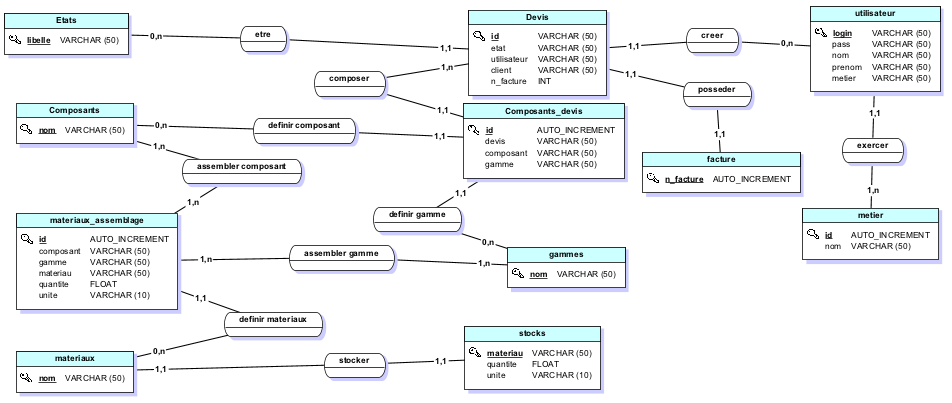 Etats
libelle VARCHAR (50)
0,n
etre
1,1
Devis
id VARCHAR (50)
etat VARCHAR (50)
utilisateur VARCHAR (50)
client VARCHAR (50)
n_facture INT
1,1
creer
0,n
utilisateur
login VARCHAR (50)
pass VARCHAR (50)
nom VARCHAR (50)
prenom VARCHAR (50)
metier VARCHAR (50)
1,n
composer
1,1
1,1
posseder
1,1
Composants
nom VARCHAR (50)
0,n
definir composant
1,1
Composants_devis
id AUTO_INCREMENT
devis VARCHAR (50)
composant VARCHAR (50)
gamme VARCHAR (50)
1,1
exercer
1,n
1,n
assembler composant
1,n
facture
n_facture AUTO_INCREMENT
1,1
definir gamme
0,n
metier
id AUTO_INCREMENT
nom VARCHAR (50)
materiaux_assemblage
id AUTO_INCREMENT
composant VARCHAR (50)
gamme VARCHAR (50)
materiau VARCHAR (50)
quantite FLOAT
unite VARCHAR (10)
1,n
assembler gamme
1,n
gammes
nom VARCHAR (50)
1,1
definir materiaux
0,n
materiaux
nom VARCHAR (50)
1,1
stocker
1,1
stocks
materiau VARCHAR (50)
quantite FLOAT
unite VARCHAR (10)